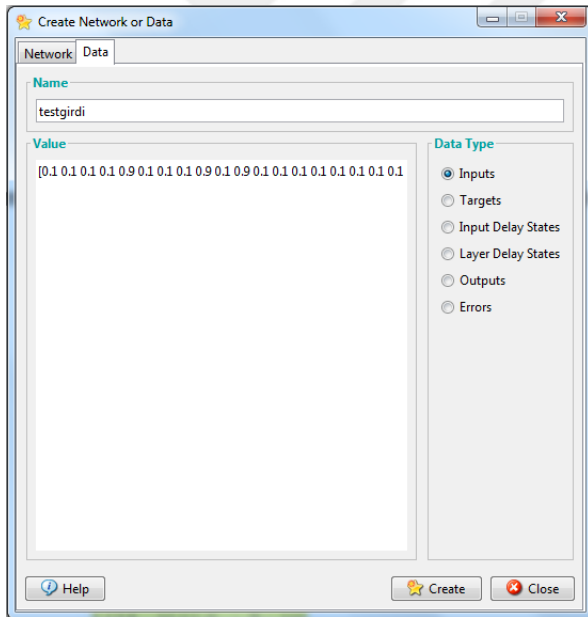 Create Network or Data
Network Data
Name
testgirdi
Value
[0.1 0.1 0.1 0.1 0.9 0.1 0.1 0.1 0.9 0.1 0.9 0.1 0.1 0.1 0.1 0.1 0.1 0.1 0.1
Data Type
Inputs
Targets
Input Delay States
Layer Delay States
Outputs
Errors
Help
Create
Close